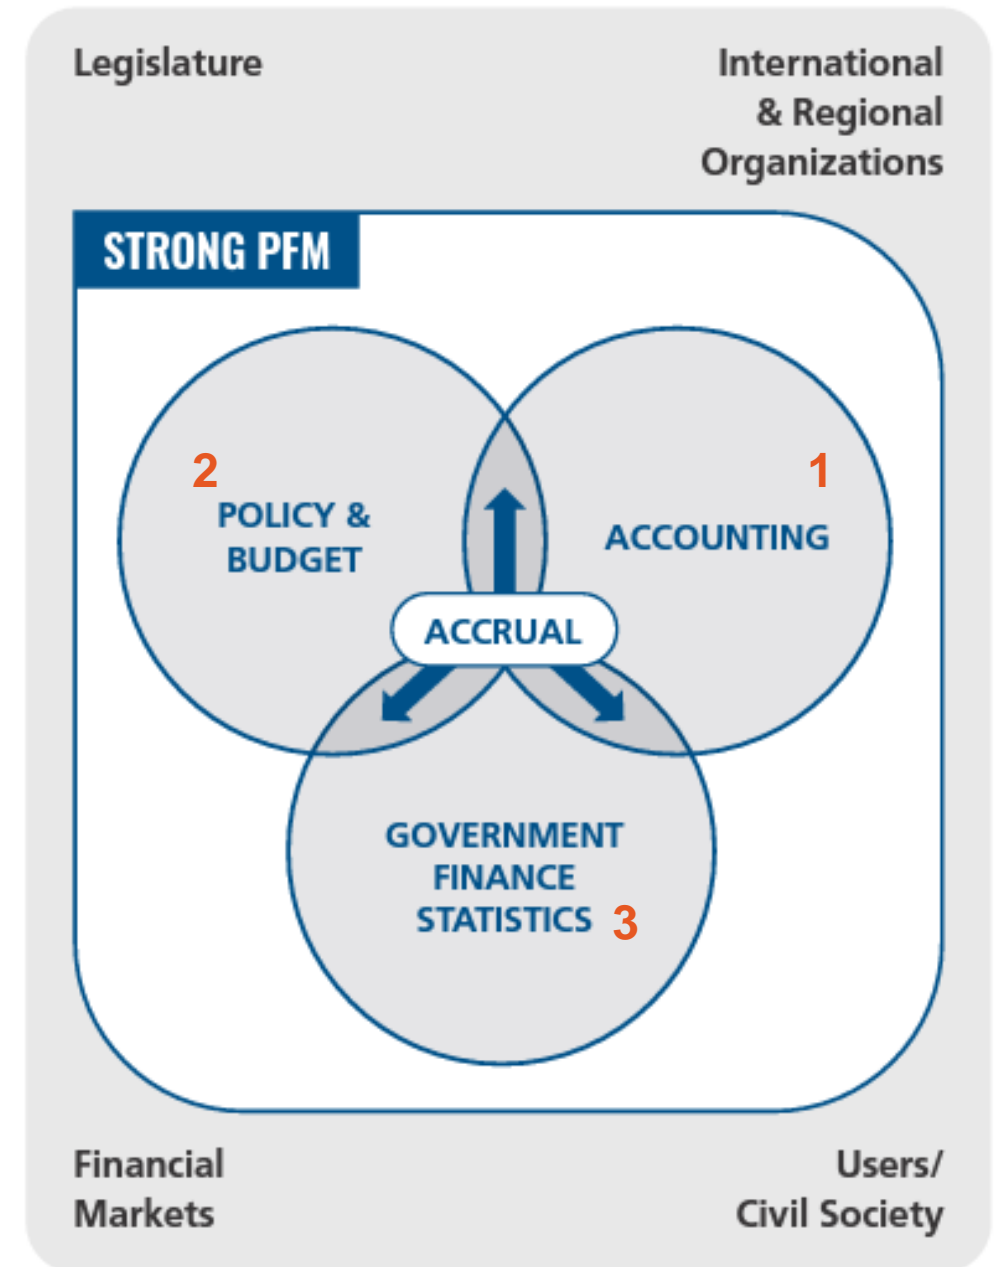 Legislature
International
& Regional
Organizations
STRONG PFM
2
POLICY &
BUDGET
1
ACCOUNTING
ACCRUAL
GOVERNMENT
FINANCE
STATISTICS 3
Financial
Markets
Users/
Civil Society